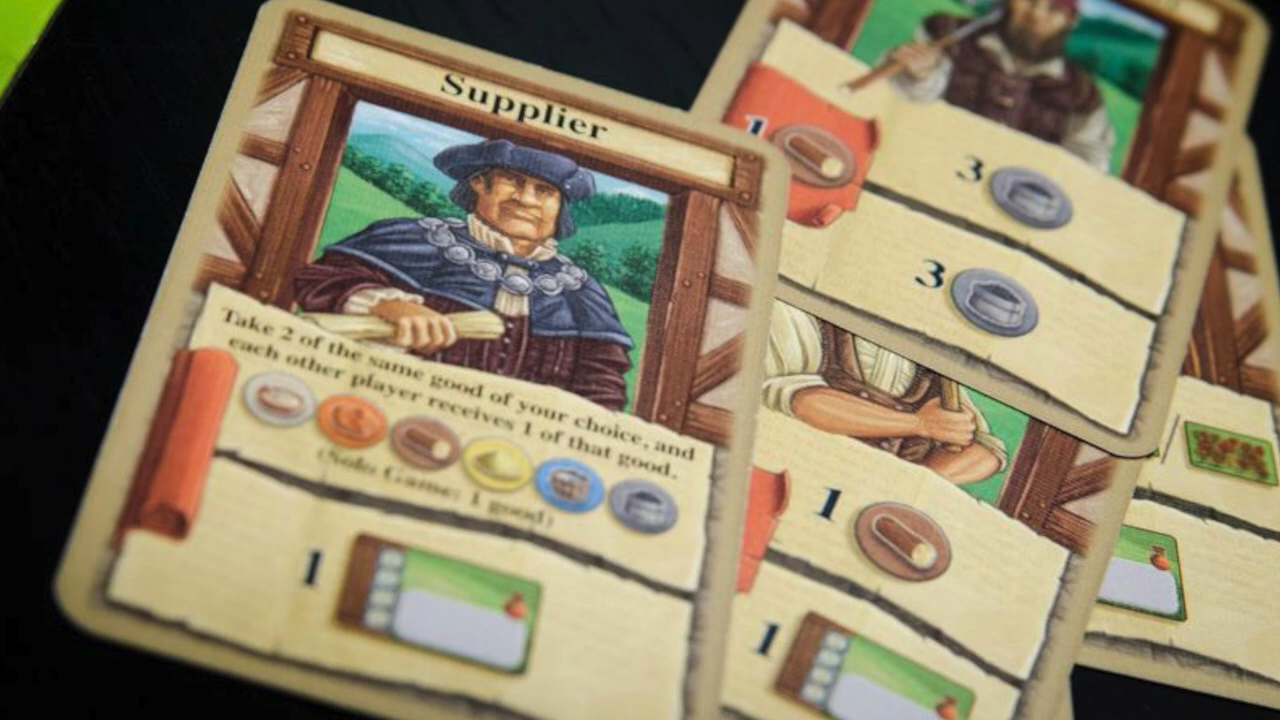 Supplier
Take 2 of the same good of your choice, and
each other player receives 1 of that good.
(Solo Game: 1 good)
1
1
3
3
1
1